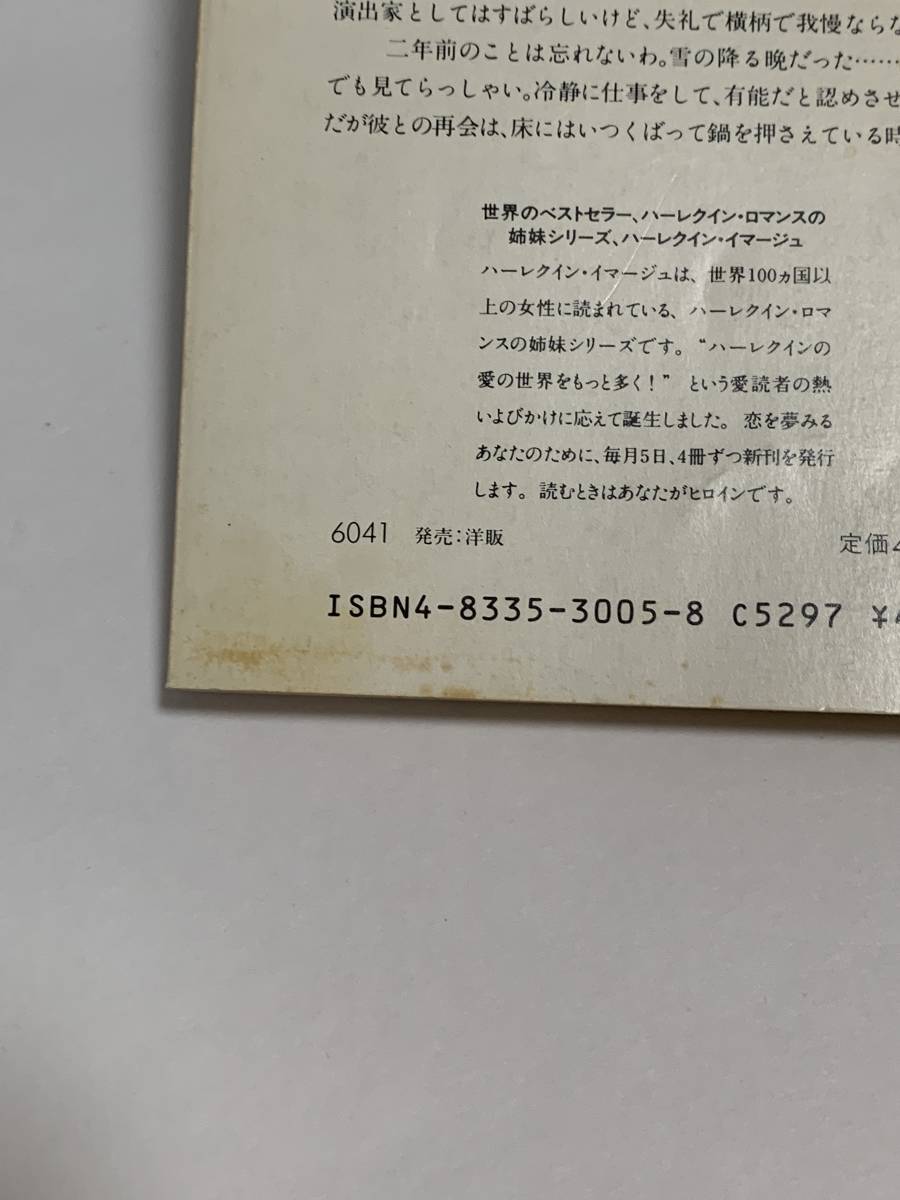 演出家としてはすばらしいけど、失礼で横柄で我慢ならな
二年前のことは忘れないわ。雪の降る晩だった……
でも見てらっしゃい。冷静に仕事をして、有能だと認めさせ
だが彼との再会は、床にはいつくばって鍋を押さえている時
世界のベストセラー、ハーレクイン・ロマンスの
姉妹シリーズ、ハーレクイン・イマージュ
ハーレクイン・イマージュは、世界100ヵ国以
上の女性に読まれている、ハーレクイン・ロマ
ンスの姉妹シリーズです。“ハーレクインの
愛の世界をもっと多く！” という愛読者の熱
いよびかけに応えて誕生しました。恋を夢みる
あなたのために、毎月5日、4冊ずつ新刊を発行
します。読むときはあなたがヒロインです。
6041 発売：洋販
定価
ISBN4-8335-3005-8 C5297 ¥4